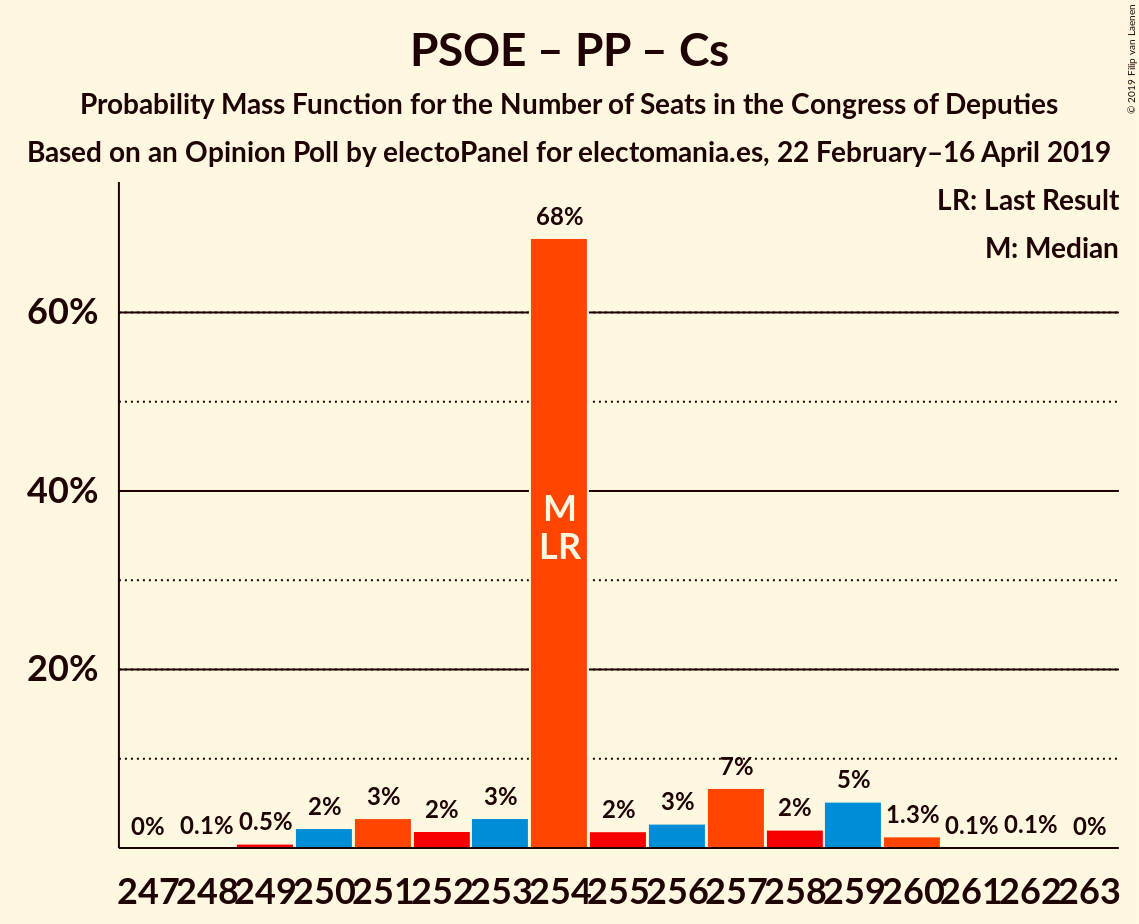 PSOE – PP – Cs
Probability Mass Function for the Number of Seats in the Congress of Deputies
Based on an Opinion Poll by electoPanel for electomania.es, 22 February–16 April 2019
© 2019 Filip van Laenen
LR: Last Result
M: Median
60%
40%
20%
0% 0.1% 0.5% 2% 3% 2% 3% 68% 2% 3% 7% 2% 5% 1.3% 0.1% 0.1% 0%
M
LR
247 248 249 250 251 252 253 254 255 256 257 258 259 260 261 262 263